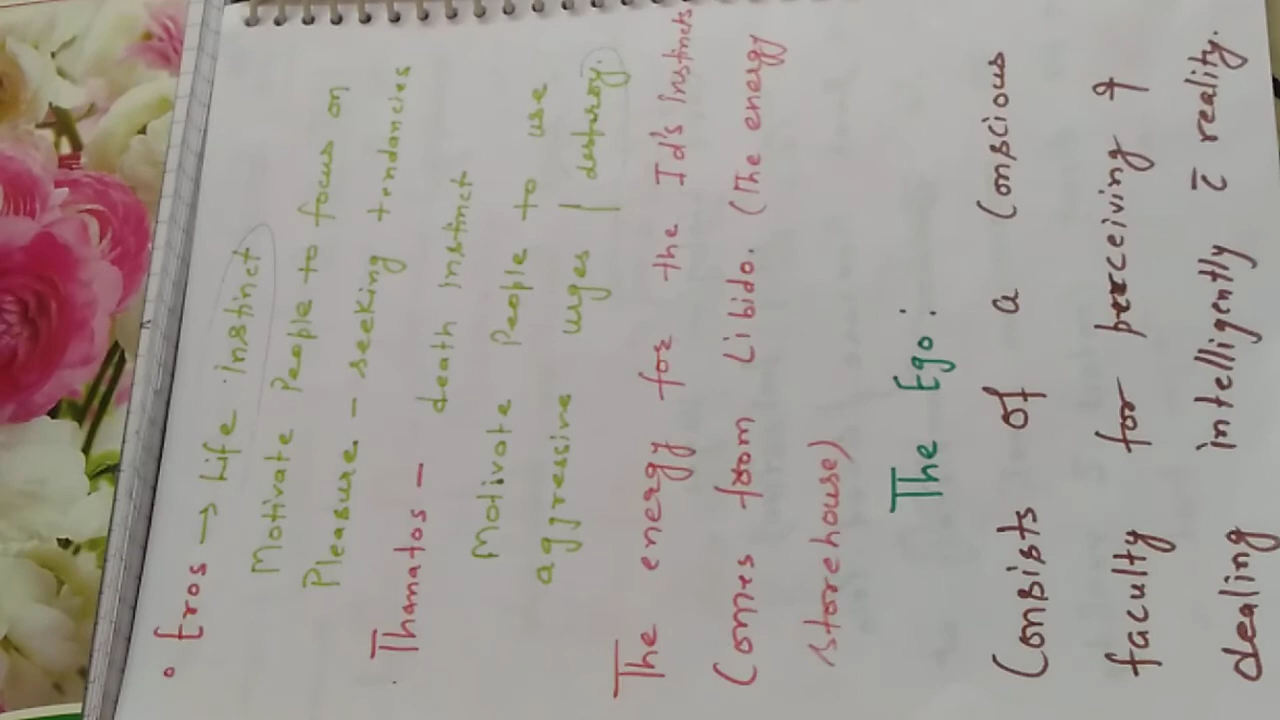 • Eros → Life instinct
Motivate People to focus on
Pleasure - seeking tendancies
• Thanatos - death instinct
Motivate People to use
aggressive urges / destroy.
The energy for the Id's Instincts
Comes from Libido. (The energy
storehouse)
The Ego:
Consists of a Conscious
faculty for perceiving &
dealing intelligently c̄ reality.